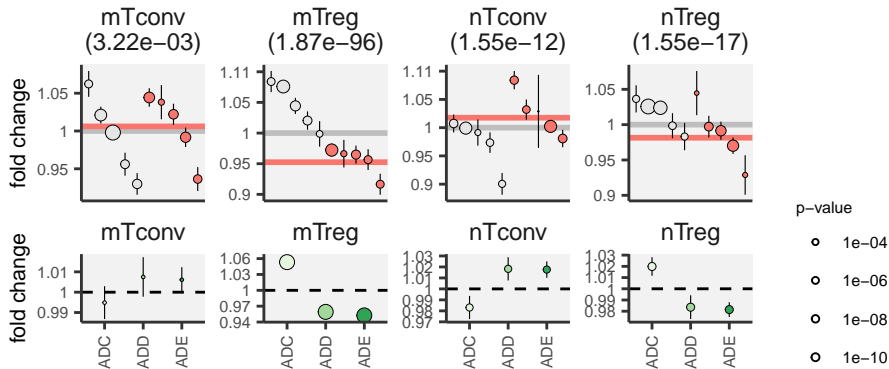 mTconv
(3.22e−03)
mTreg
(1.87e−96)
nTconv
(1.55e−12)
nTreg
(1.55e−17)
fold change
1.05
1
0.95
1.11
1.05
1
0.95
0.9
1.11
1.05
1
0.95
0.9
1.05
1
0.95
0.9
mTconv
mTreg
nTconv
nTreg
fold change
1.01
1
0.99
1.06
1.03
1
0.97
0.94
1.03
1.02
1.01
1
0.99
0.98
0.97
1.03
1.02
1.01
1
0.99
0.98
ADC
ADD
ADE
ADC
ADD
ADE
ADC
ADD
ADE
ADC
ADD
ADE
p−value
1e−04
1e−06
1e−08
1e−10